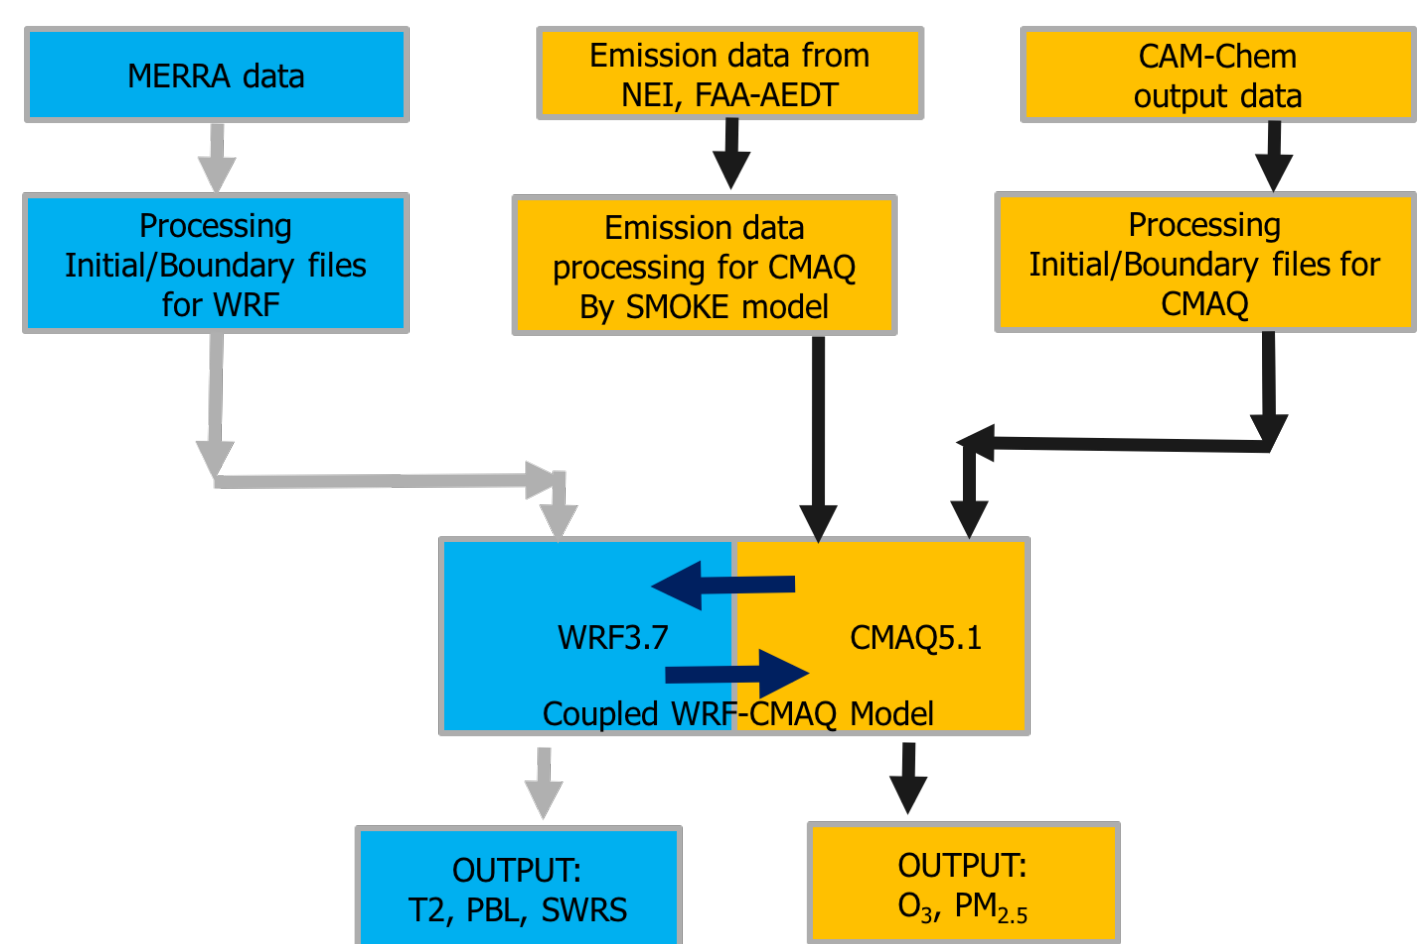 MERRA data
Emission data from
NEI, FAA-AEDT
CAM-Chem
output data
Processing
Initial/Boundary files
for WRF
Emission data
processing for CMAQ
By SMOKE model
Processing
Initial/Boundary files for
CMAQ
WRF3.7
CMAQ5.1
Coupled WRF-CMAQ Model
OUTPUT:
T2, PBL, SWRS
OUTPUT:
O₃, PM₂.₅